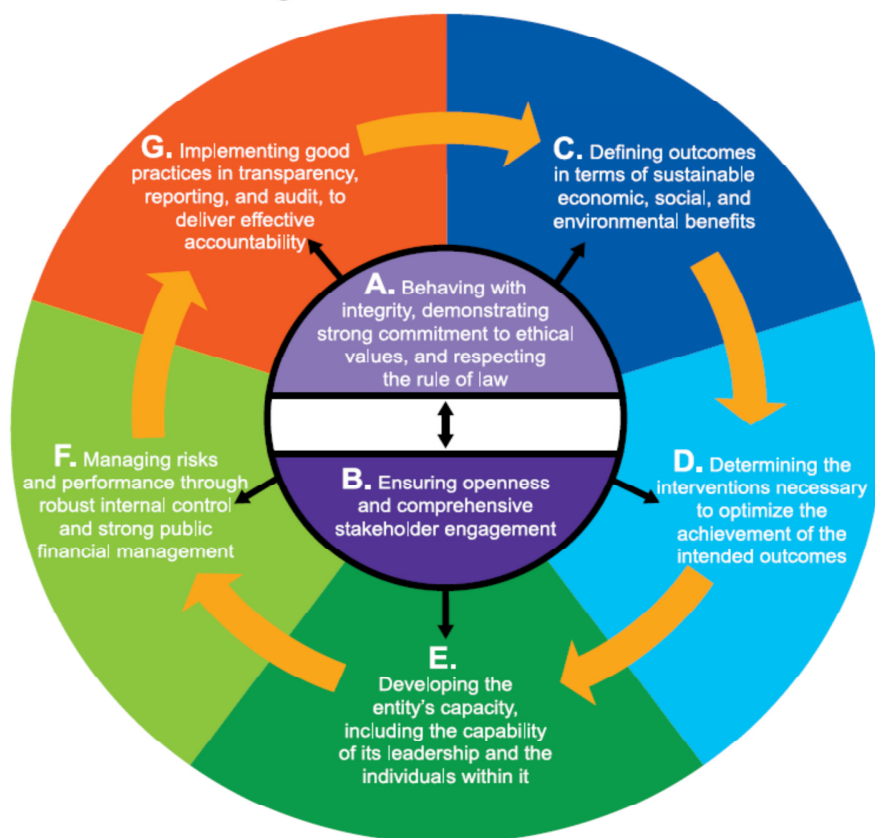 A. Behaving with
integrity, demonstrating
strong commitment to ethical
values, and respecting
the rule of law
B. Ensuring openness
and comprehensive
stakeholder engagement
C. Defining outcomes
in terms of sustainable
economic, social, and
environmental benefits
D. Determining the
interventions necessary
to optimize the
achievement of the
intended outcomes
E.
Developing the
entity's capacity,
including the capability
of its leadership and the
individuals within it
F. Managing risks
and performance through
robust internal control
and strong public
financial management
G. Implementing good
practices in transparency,
reporting, and audit, to
deliver effective
accountability